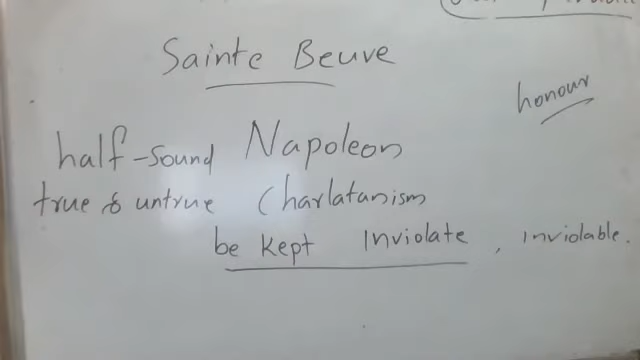 Sainte Beuve
honour
half-sound Napoleon
true & untrue Charlatanism
be kept Inviolate, inviolable.